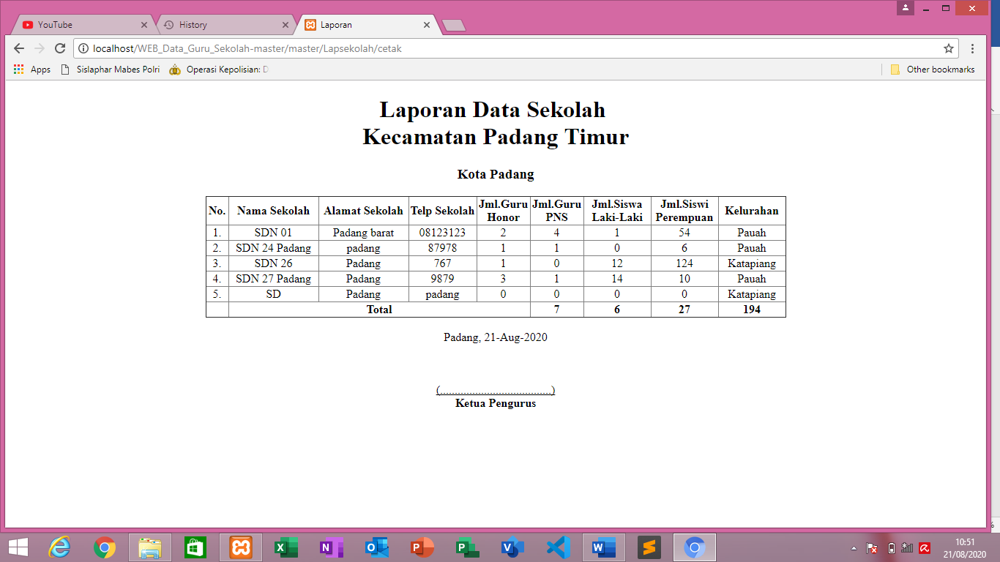 YouTube History Laporan
localhost/WEB_Data_Guru_Sekolah-master/master/Lapsekolah/cetak
Apps Sislaphar Mabes Polri Operasi Kepolisian: D Other bookmarks
Laporan Data Sekolah
Kecamatan Padang Timur
Kota Padang
No. Nama Sekolah Alamat Sekolah Telp Sekolah Jml.Guru Honor Jml.Guru PNS Jml.Siswa Laki-Laki Jml.Siswi Perempuan Kelurahan
1. SDN 01 Padang barat 08123123 2 4 1 54 Pauah
2. SDN 24 Padang padang 87978 1 1 0 6 Pauah
3. SDN 26 Padang 767 1 0 12 124 Katapiang
4. SDN 27 Padang Padang 9879 3 1 14 10 Pauah
5. SD Padang padang 0 0 0 0 Katapiang
Total 7 6 27 194
Padang, 21-Aug-2020
(......................................)
Ketua Pengurus
10:51
21/08/2020